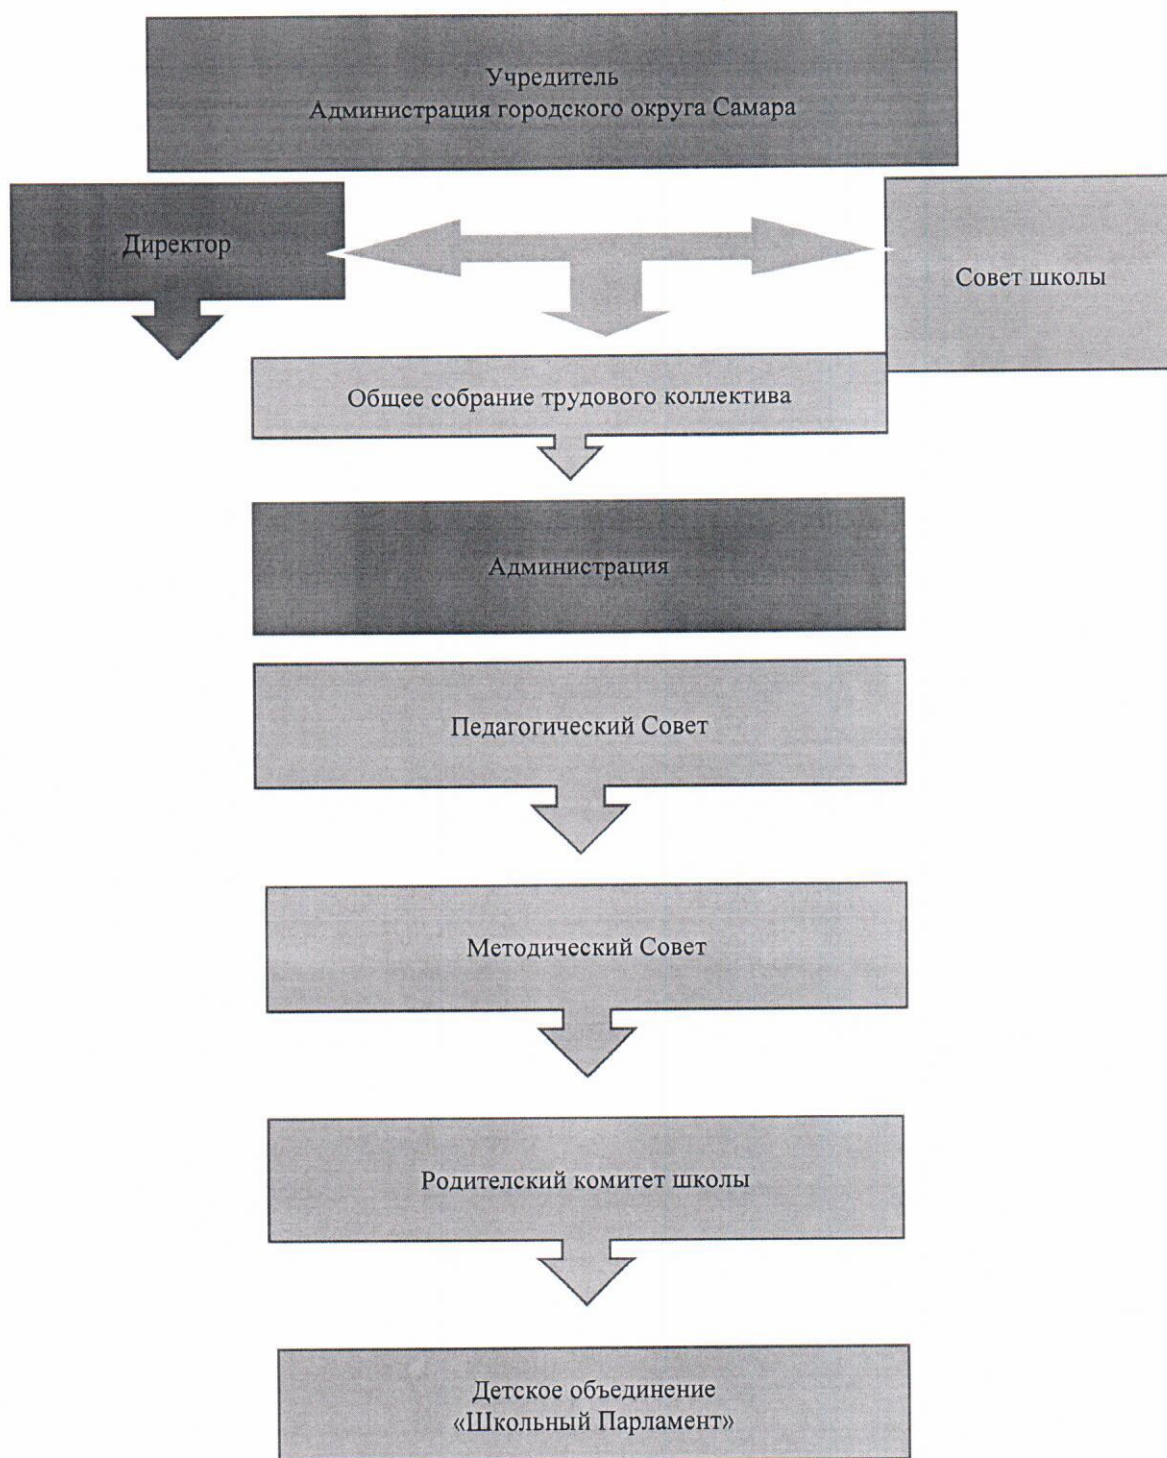 Учредитель
Администрация городского округа Самара
Директор
Совет школы
Общее собрание трудового коллектива
Администрация
Педагогический Совет
Методический Совет
Родителский комитет школы
Детское объединение
«Школьный Парламент»